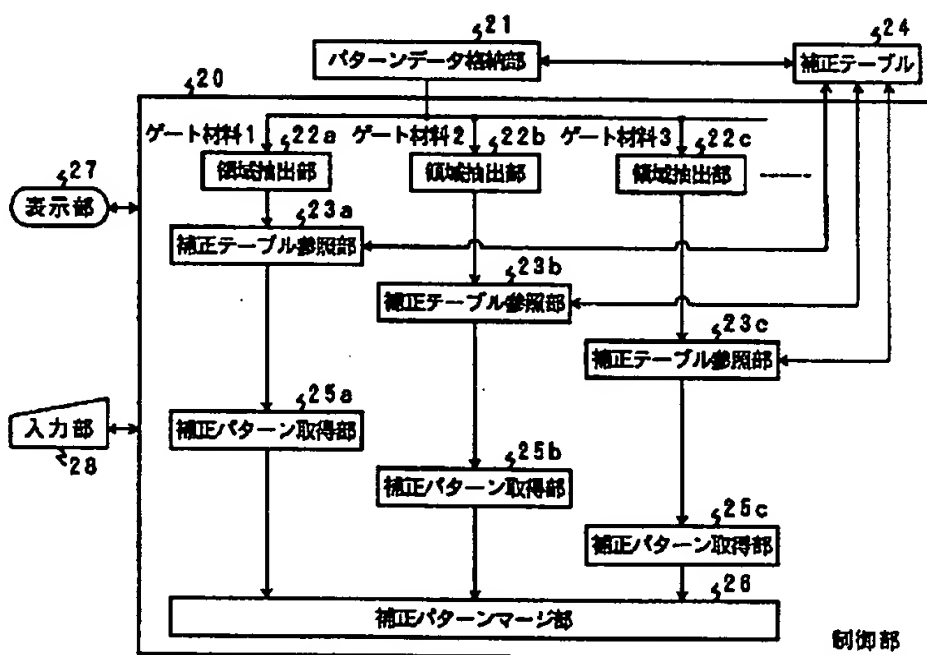 21
パターンデータ格納部
24
補正テーブル
20
ゲート材料1
22a
領域抽出部
ゲート材料2
22b
領域抽出部
ゲート材料3
22c
領域抽出部
27
表示部
23a
補正テーブル参照部
23b
補正テーブル参照部
23c
補正テーブル参照部
25a
補正パターン取得部
入力部
28
25b
補正パターン取得部
25c
補正パターン取得部
26
補正パターンマージ部
制御部